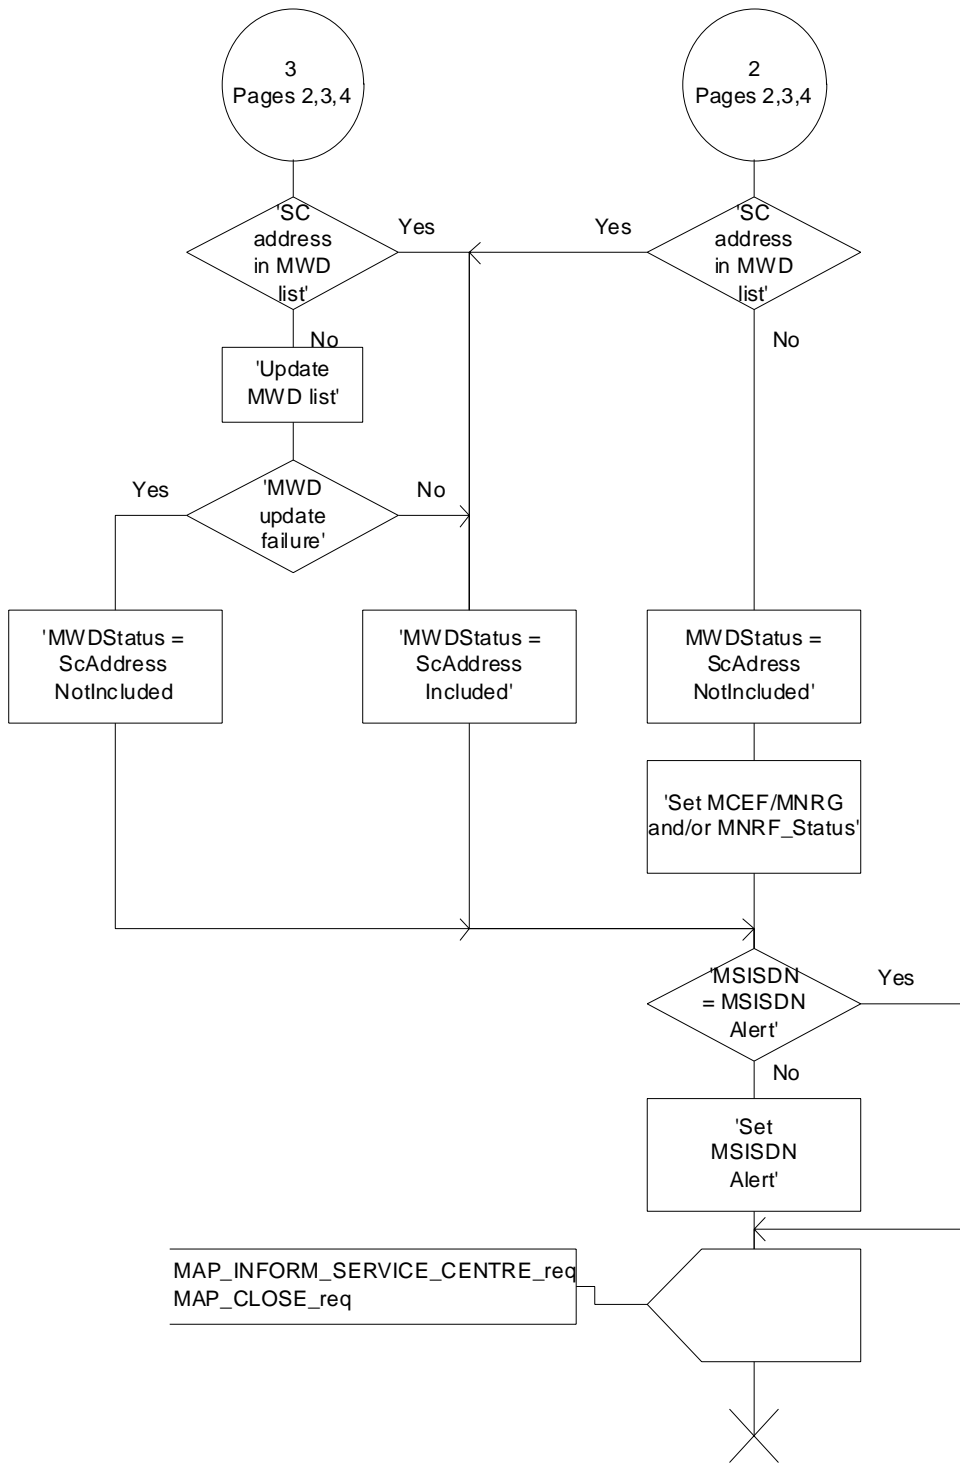 3
Pages 2,3,4
2
Pages 2,3,4
'SC
address
in MWD
list'
Yes
Yes
'SC
address
in MWD
list'
No
No
'Update
MWD list'
Yes
'MWD
update
failure'
No
'MWDStatus =
ScAddress
NotIncluded
'MWDStatus =
ScAddress
Included'
MWDStatus =
ScAdress
NotIncluded'
'Set MCEF/MNRG
and/or MNRF_Status'
'MSISDN
= MSISDN
Alert'
Yes
No
'Set
MSISDN
Alert'
MAP_INFORM_SERVICE_CENTRE_req
MAP_CLOSE_req